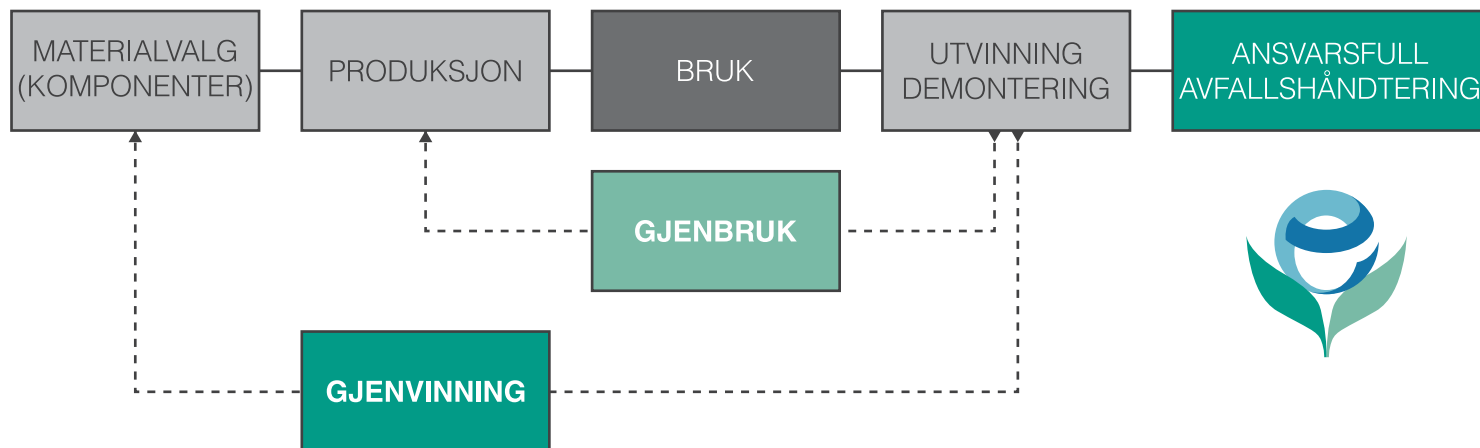 MATERIALVALG
(KOMPONENTER)
PRODUKSJON
BRUK
UTVINNING
DEMONTERING
ANSVARSFULL
AVFALLSHÅNDTERING
GJENBRUK
GJENVINNING